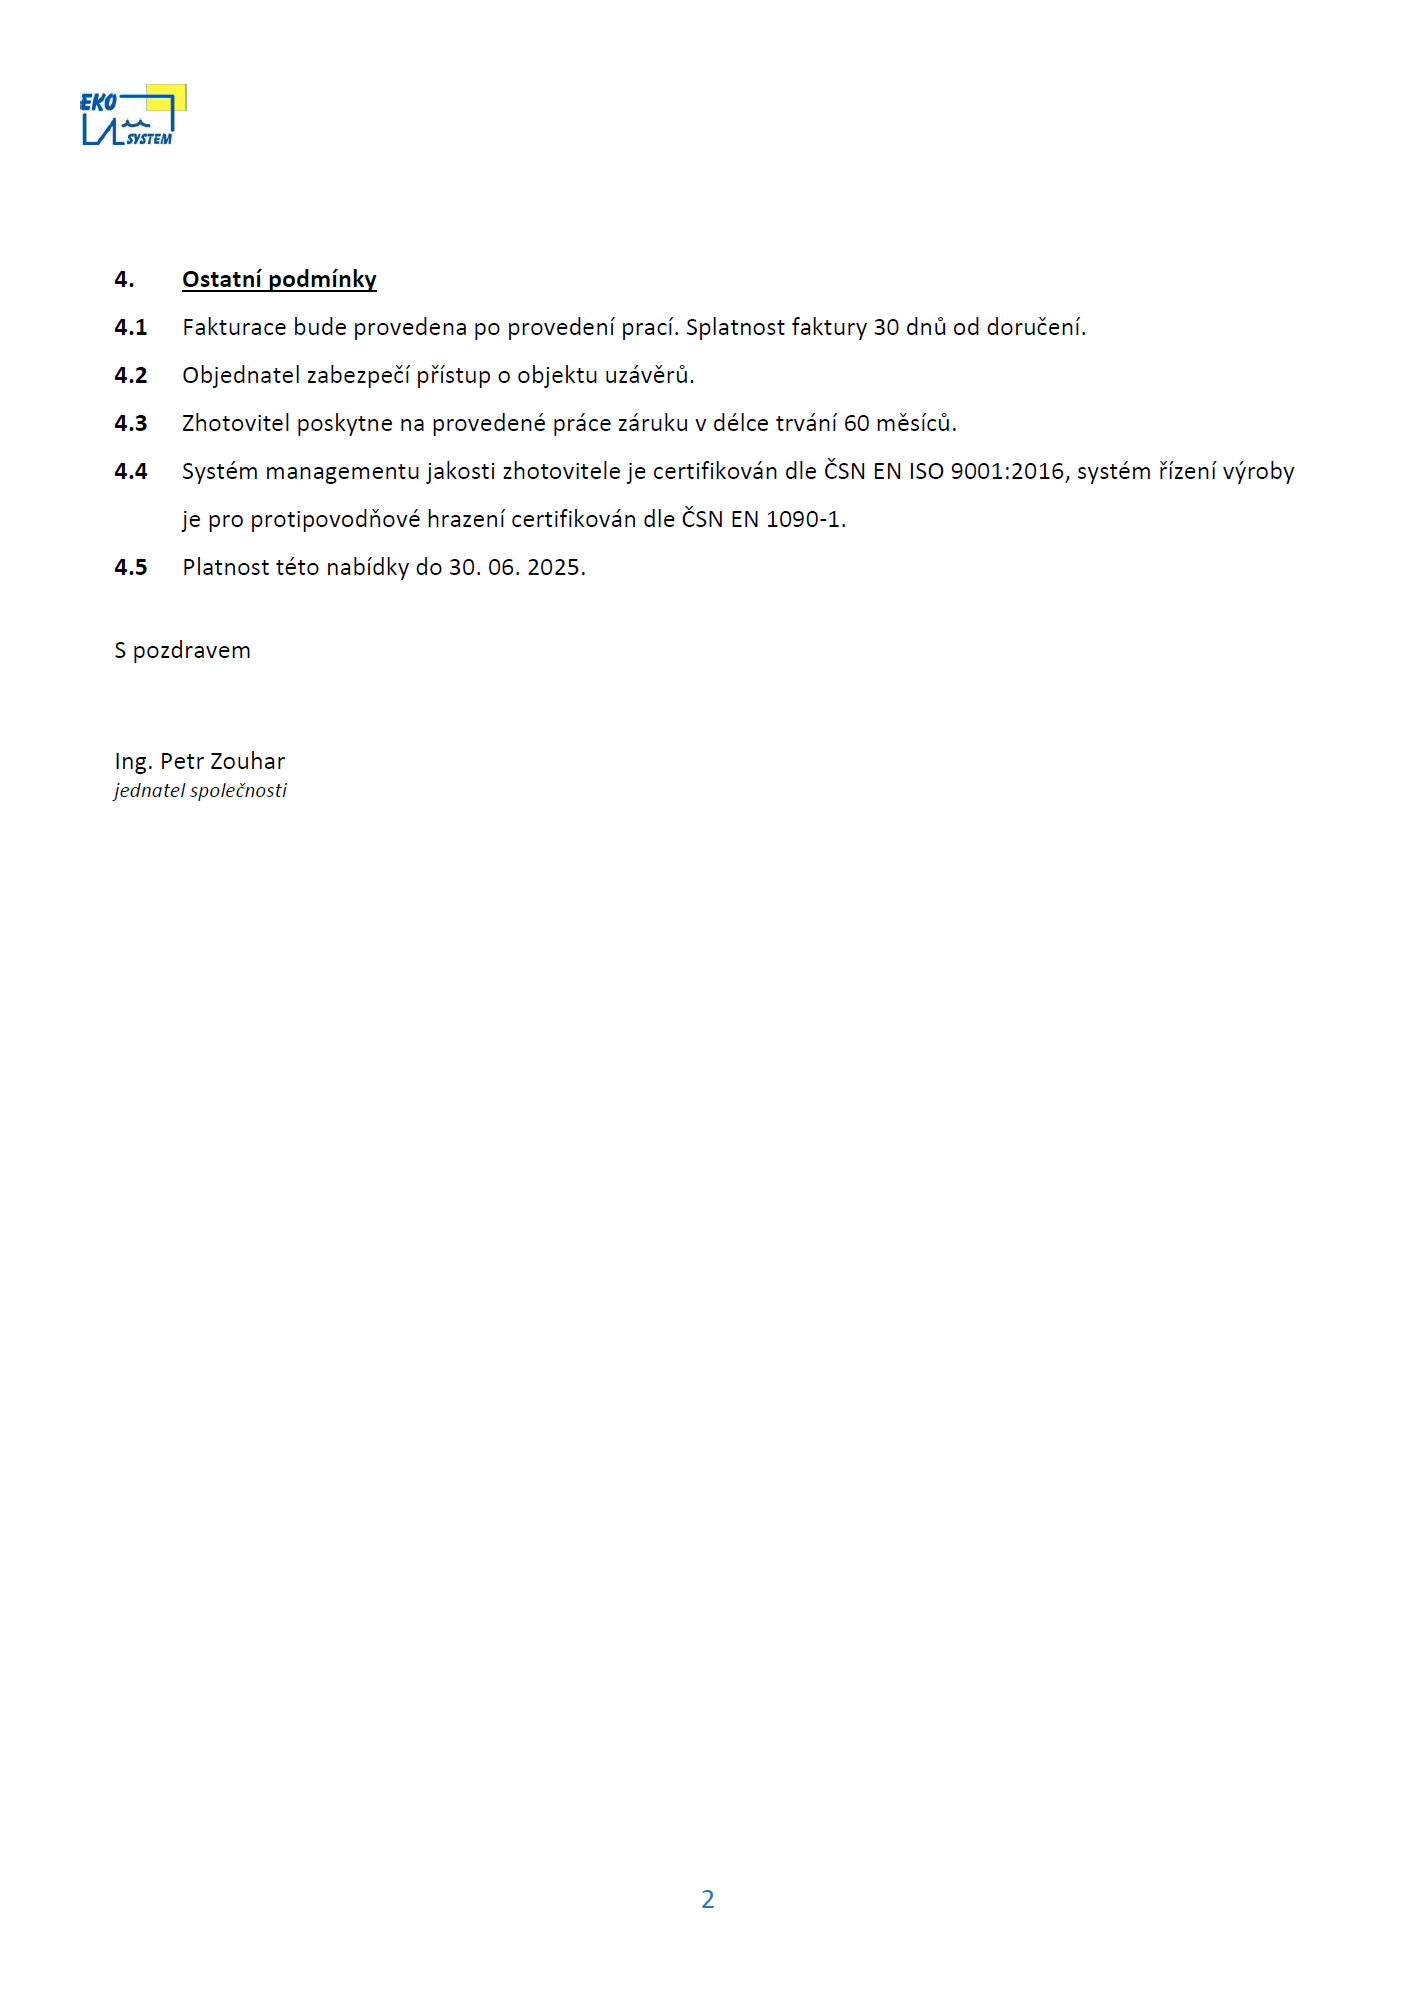 EKO
SYSTEM
4. Ostatní podmínky
4.1 Fakturace bude provedena po provedení prací. Splatnost faktury 30 dnů od doručení.
4.2 Objednatel zabezpečí přístup o objektu uzávěrů.
4.3 Zhotovitel poskytne na provedené práce záruku v délce trvání 60 měsíců.
4.4 Systém managementu jakosti zhotovitele je certifikován dle ČSN EN ISO 9001:2016, systém řízení výroby
je pro protipovodňové hrazení certifikován dle ČSN EN 1090-1.
4.5 Platnost této nabídky do 30. 06. 2025.
S pozdravem
Ing. Petr Zouhar
jednatel společnosti
2